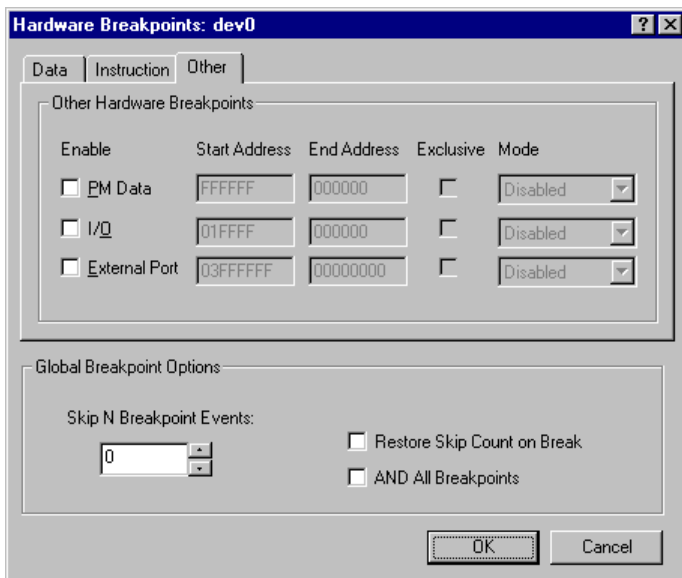 Hardware Breakpoints: dev0
Data Instruction Other
Other Hardware Breakpoints
Enable Start Address End Address Exclusive Mode
PM Data FFFFFF 000000 Disabled
I/O 01FFFF 000000 Disabled
External Port 03FFFFFF 00000000 Disabled
Global Breakpoint Options
Skip N Breakpoint Events:
0
Restore Skip Count on Break
AND All Breakpoints
OK Cancel